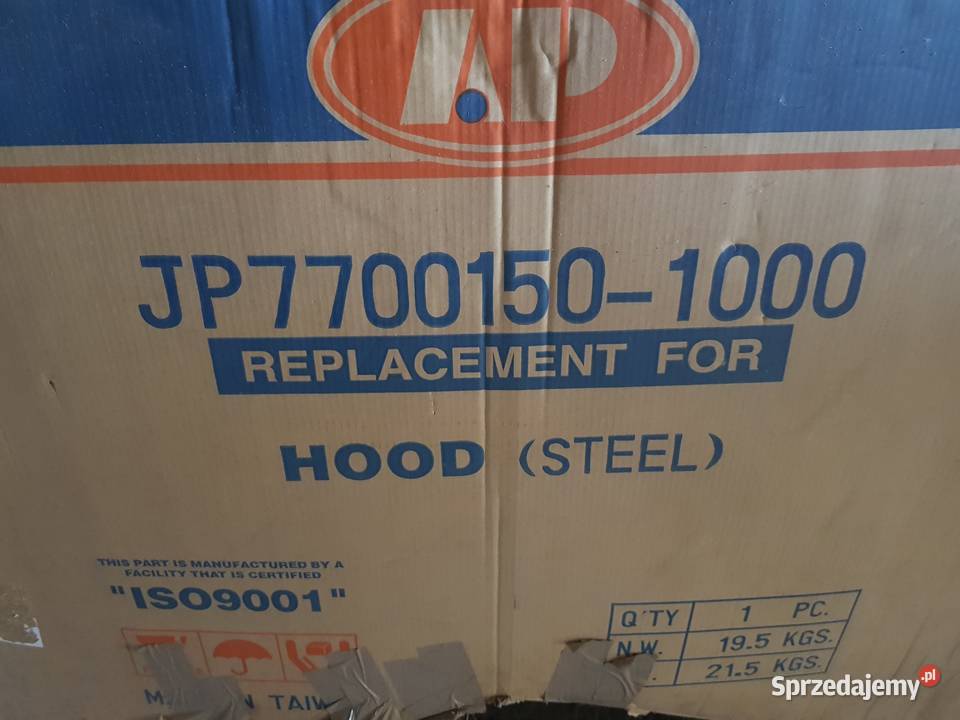 AP
JP7700150-1000
REPLACEMENT FOR
HOOD (STEEL)
THIS PART IS MANUFACTURED BY A
FACILITY THAT IS CERTIFIED
"ISO9001"
Q'TY 1 PC.
N.W. 19.5 KGS.
21.5 KGS.
Sprzedajemy.pl